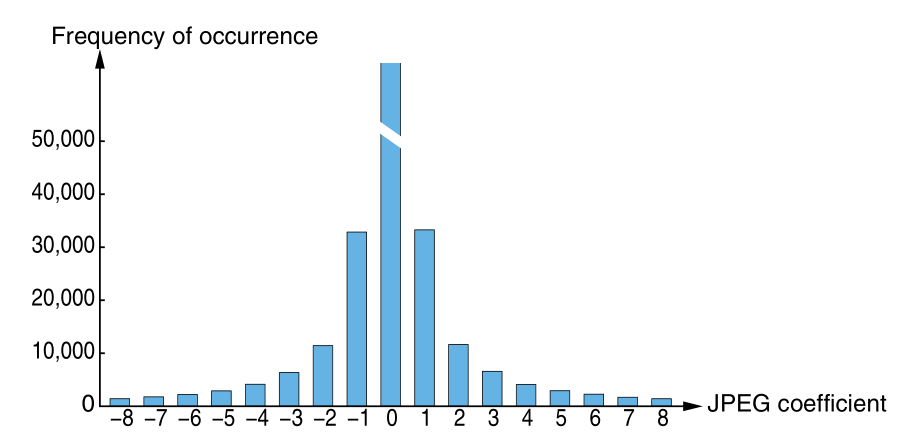 Frequency of occurrence
50,000
40,000
30,000
20,000
10,000
0
−8 −7 −6 −5 −4 −3 −2 −1 0 1 2 3 4 5 6 7 8
JPEG coefficient